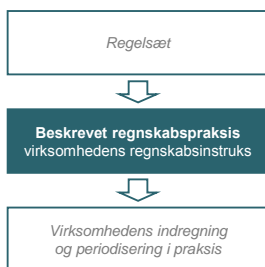 Regelsæt
Beskrevet regnskabspraksis
virksomhedens regnskabsinstruks
Virksomhedens indregning
og periodisering i praksis